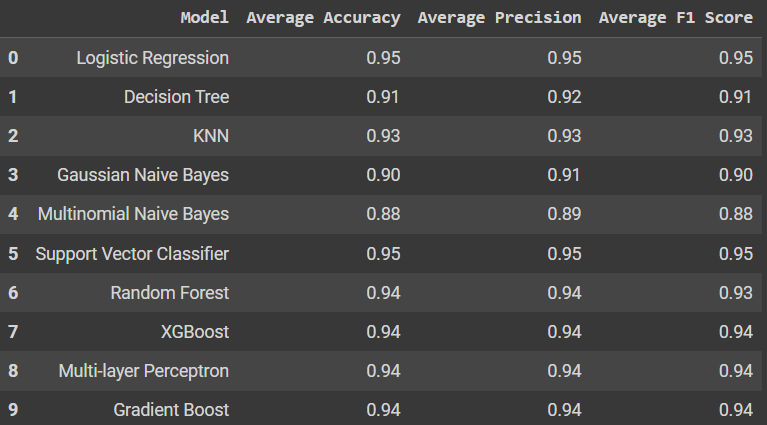 Model Average Accuracy Average Precision Average F1 Score
0 Logistic Regression 0.95 0.95 0.95
1 Decision Tree 0.91 0.92 0.91
2 KNN 0.93 0.93 0.93
3 Gaussian Naive Bayes 0.90 0.91 0.90
4 Multinomial Naive Bayes 0.88 0.89 0.88
5 Support Vector Classifier 0.95 0.95 0.95
6 Random Forest 0.94 0.94 0.93
7 XGBoost 0.94 0.94 0.94
8 Multi-layer Perceptron 0.94 0.94 0.94
9 Gradient Boost 0.94 0.94 0.94